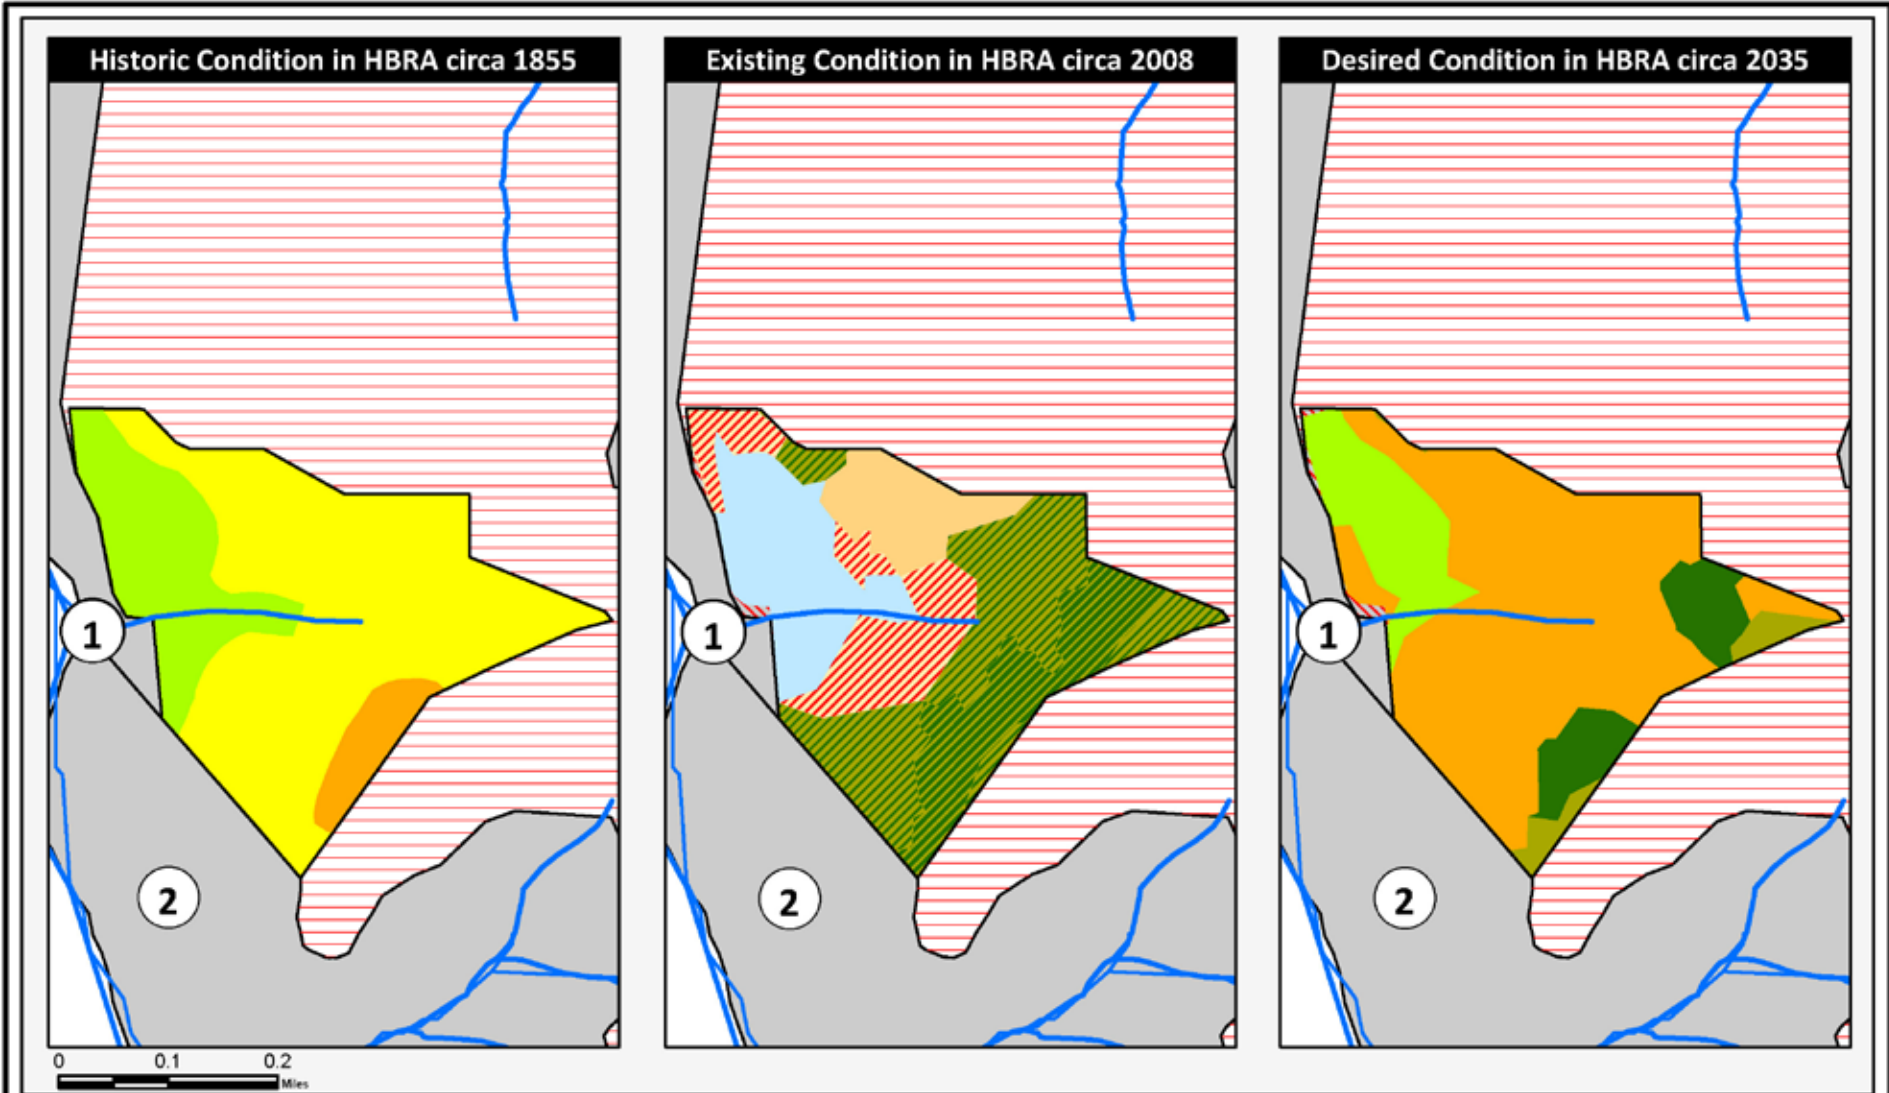 Historic Condition in HBRA circa 1855
Existing Condition in HBRA circa 2008
Desired Condition in HBRA circa 2035
1
1
1
2
2
2
0 0.1 0.2
Miles